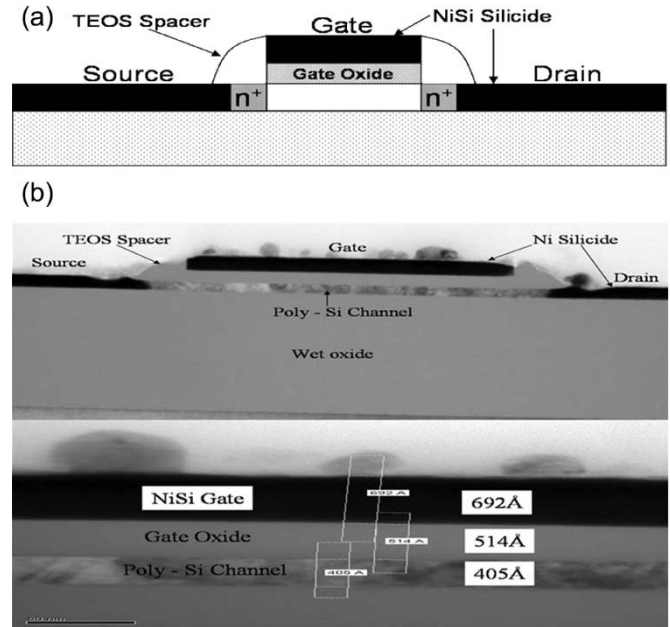 (a)
TEOS Spacer
Gate
NiSi Silicide
Source
Gate Oxide
Drain
n+
n+
(b)
TEOS Spacer
Gate
Ni Silicide
Source
Drain
Poly - Si Channel
Wet oxide
NiSi Gate
692 A
692Å
Gate Oxide
514 A
514Å
Poly - Si Channel
405 A
405Å